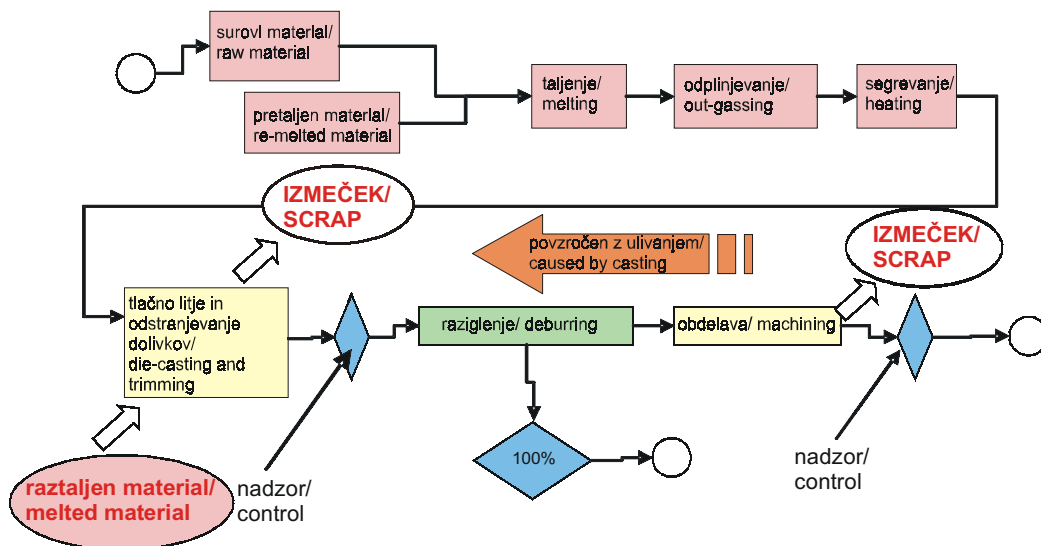 surovI materIal/
raw material
pretaljen materIal/
re-melted material
taljenje/
melting
odplinjevanje/
out-gassing
segrevanje/
heating
IZMEČEK/
SCRAP
povzročen z ulivanjem/
caused by casting
IZMEČEK/
SCRAP
tlačno litje in
odstranjevanje
dolivkov/
die-casting and
trimming
raziglenje/ deburring
obdelava/ machining
100%
raztaljen material/
melted material
nadzor/
control
nadzor/
control